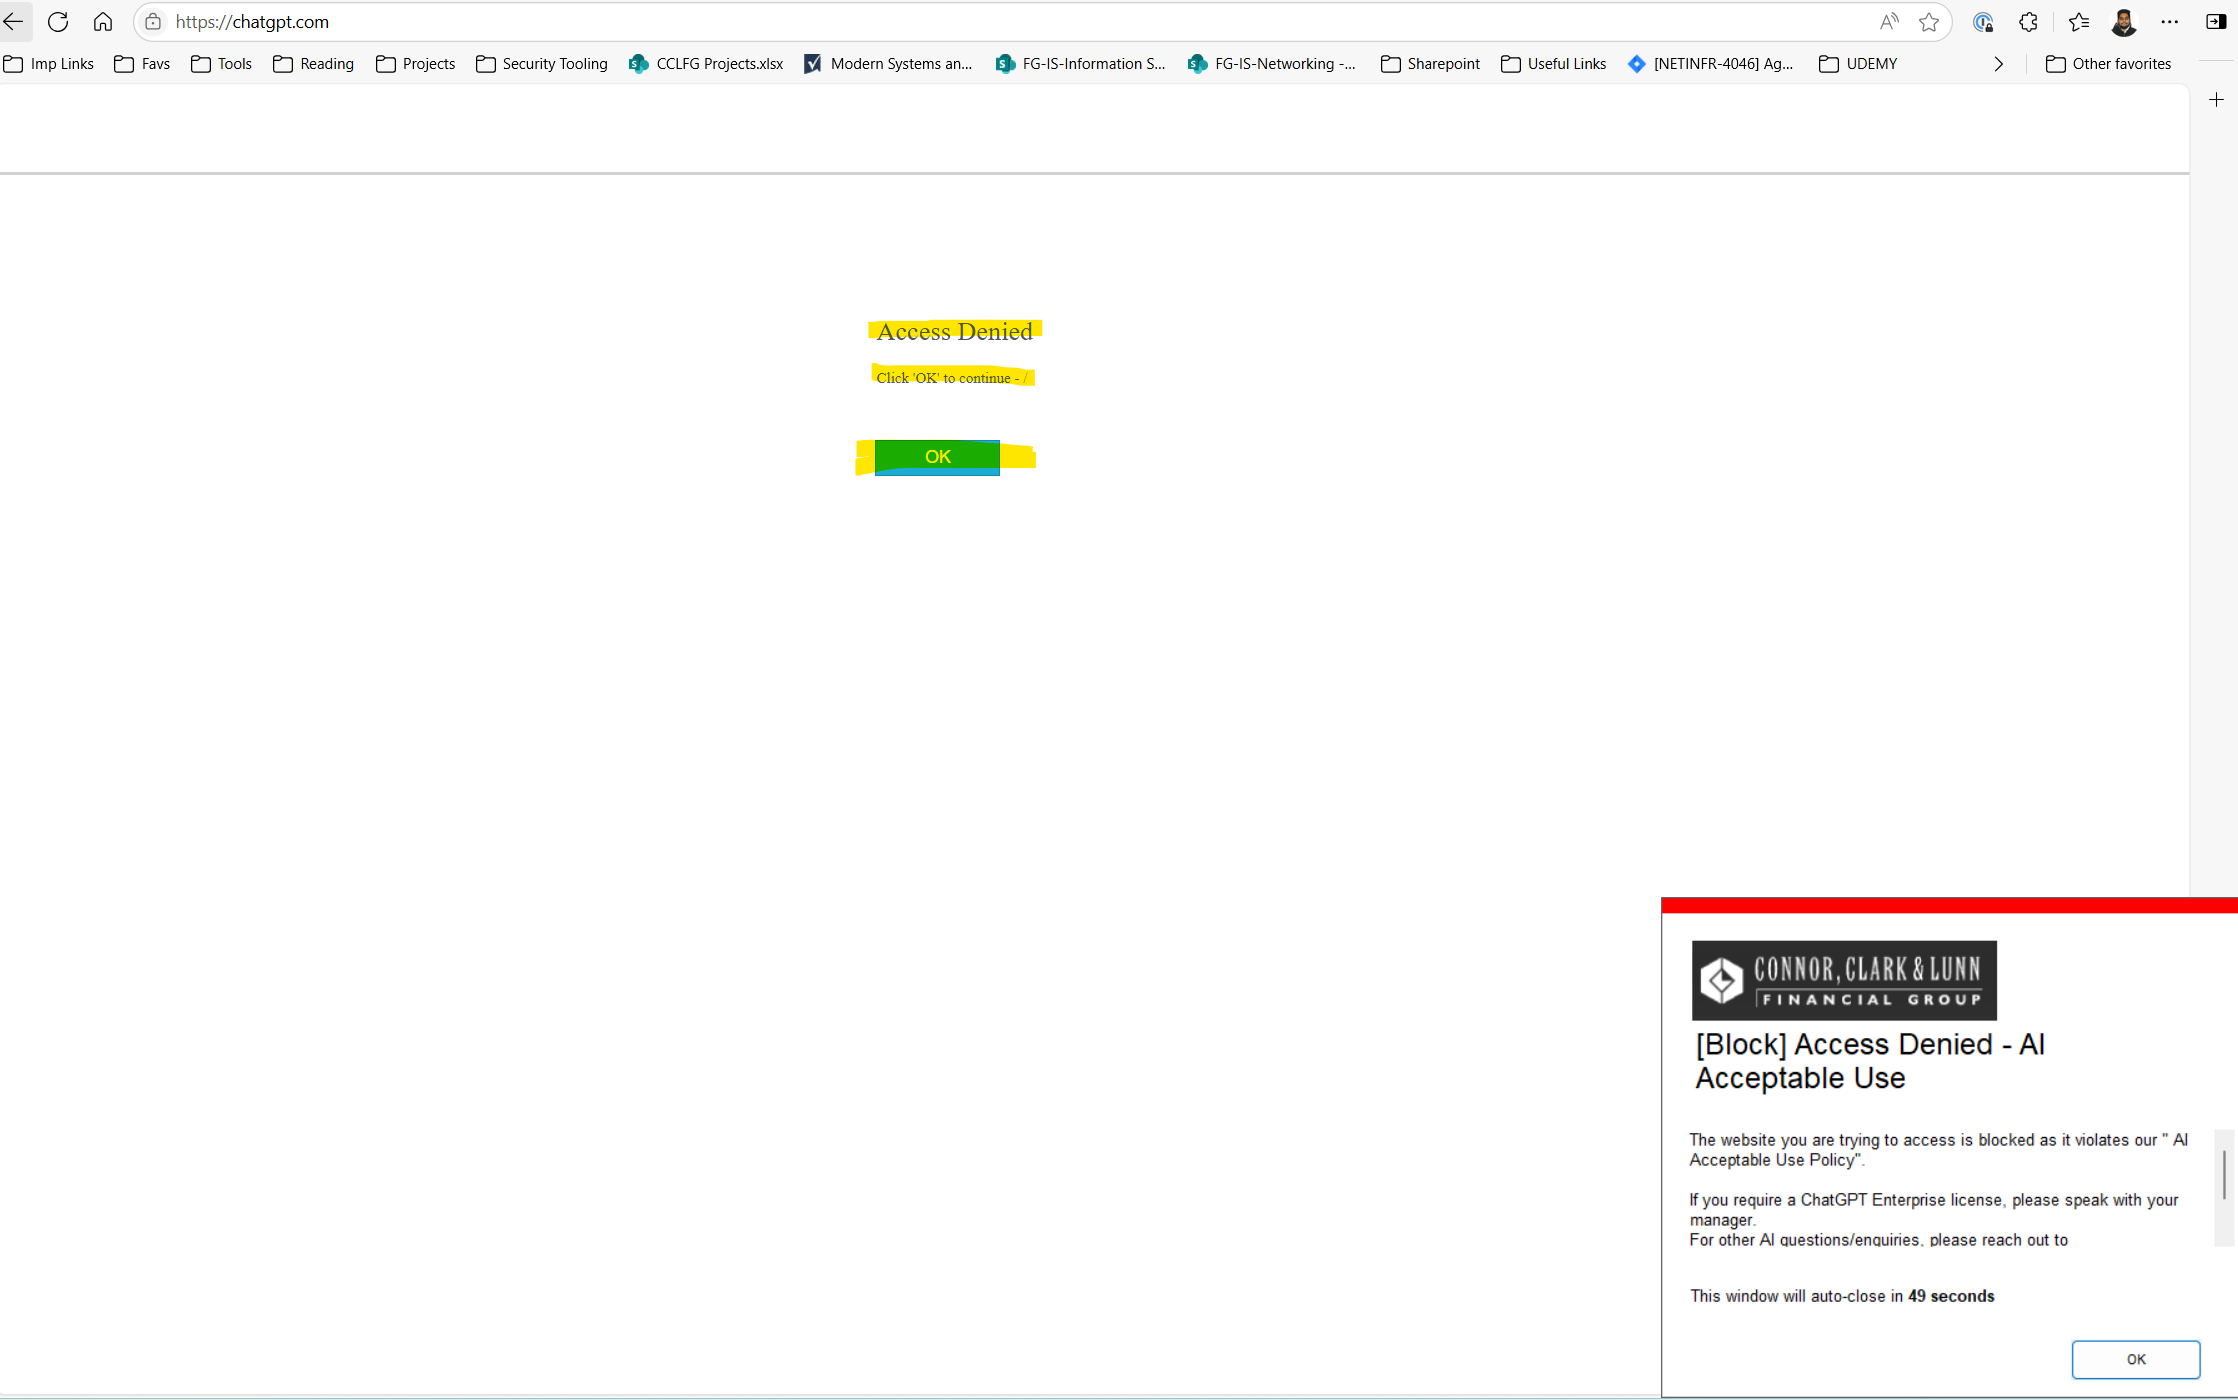 https://chatgpt.com
Imp Links Favs Tools Reading Projects Security Tooling CCLFG Projects.xlsx Modern Systems an... FG-IS-Information S... FG-IS-Networking -... Sharepoint Useful Links [NETINFR-4046] Ag... UDEMY Other favorites
Access Denied
Click 'OK' to continue - /
OK
CONNOR, CLARK & LUNN
FINANCIAL GROUP
[Block] Access Denied - AI
Acceptable Use
The website you are trying to access is blocked as it violates our " AI
Acceptable Use Policy".
If you require a ChatGPT Enterprise license, please speak with your
manager.
For other AI questions/enquiries, please reach out to
This window will auto-close in 49 seconds
OK